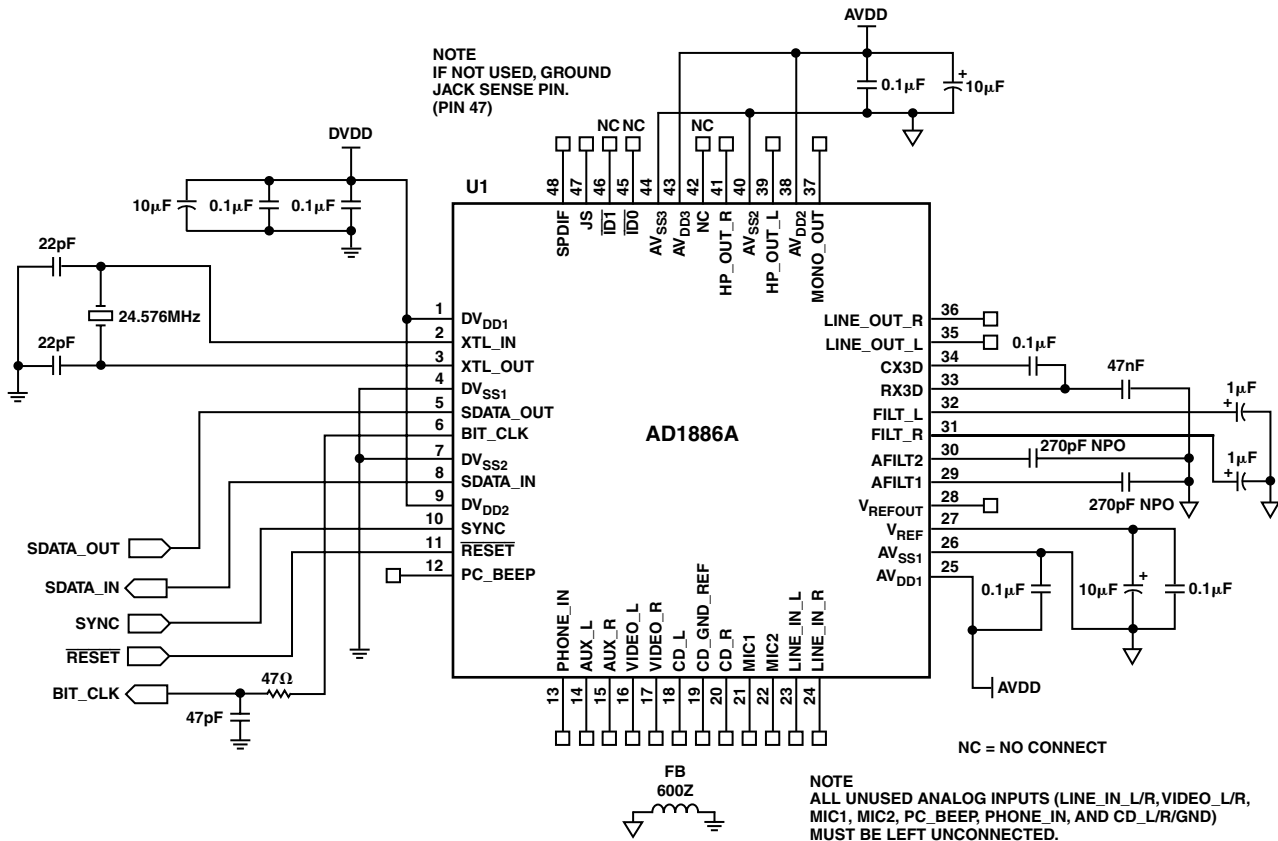 AVDD
NOTE
IF NOT USED, GROUND
JACK SENSE PIN.
(PIN 47)
0.1μF
+
10μF
NC NC
NC
DVDD
10μF
0.1μF
0.1μF
U1
48
47
46
45
44
43
42
41
40
39
38
37
SPDIF
JS
ID1
ID0
AVSS3
AVDD3
NC
HP_OUT_R
AVSS2
HP_OUT_L
AVDD2
MONO_OUT
22pF
24.576MHz
22pF
1 DVDD1
2 XTL_IN
3 XTL_OUT
4 DVSS1
5 SDATA_OUT
6 BIT_CLK
7 DVSS2
8 SDATA_IN
9 DVDD2
10 SYNC
11 RESET
12 PC_BEEP
AD1886A
LINE_OUT_R 36
LINE_OUT_L 35
CX3D 34
RX3D 33
FILT_L 32
FILT_R 31
AFILT2 30
AFILT1 29
VREFOUT 28
VREF 27
AVSS1 26
AVDD1 25
0.1μF
47nF
1μF
+
270pF NPO
1μF
+
270pF NPO
0.1μF
10μF
+
0.1μF
AVDD
SDATA_OUT
SDATA_IN
SYNC
RESET
BIT_CLK
47Ω
47pF
PHONE_IN
AUX_L
AUX_R
VIDEO_L
VIDEO_R
CD_L
CD_GND_REF
CD_R
MIC1
MIC2
LINE_IN_L
LINE_IN_R
13
14
15
16
17
18
19
20
21
22
23
24
FB
600Z
NC = NO CONNECT
NOTE
ALL UNUSED ANALOG INPUTS (LINE_IN_L/R, VIDEO_L/R,
MIC1, MIC2, PC_BEEP, PHONE_IN, AND CD_L/R/GND)
MUST BE LEFT UNCONNECTED.